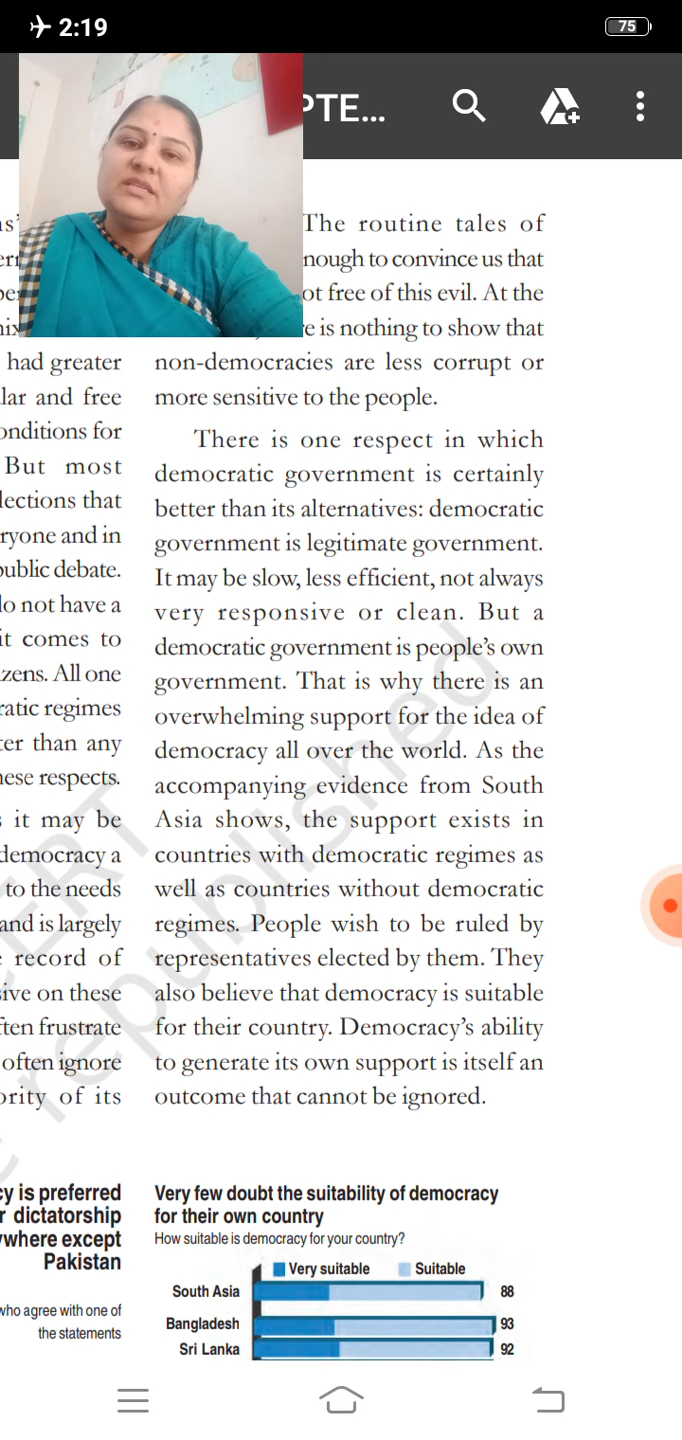 2:19
75
PTE...
The routine tales of
nough to convince us that
ot free of this evil. At the
e is nothing to show that
non-democracies are less corrupt or
more sensitive to the people.
There is one respect in which
democratic government is certainly
better than its alternatives: democratic
government is legitimate government.
It may be slow, less efficient, not always
very responsive or clean. But a
democratic government is people's own
government. That is why there is an
overwhelming support for the idea of
democracy all over the world. As the
accompanying evidence from South
Asia shows, the support exists in
countries with democratic regimes as
well as countries without democratic
regimes. People wish to be ruled by
representatives elected by them. They
also believe that democracy is suitable
for their country. Democracy's ability
to generate its own support is itself an
outcome that cannot be ignored.
had greater
lar and free
onditions for
But most
lections that
ryone and in
public debate.
do not have a
it comes to
izens. All one
ratic regimes
ter than any
hese respects.
s it may be
democracy a
to the needs
and is largely
e record of
sive on these
ften frustrate
often ignore
ority of its
cy is preferred
r dictatorship
ywhere except
Pakistan
who agree with one of
the statements
Very few doubt the suitability of democracy
for their own country
How suitable is democracy for your country?
Very suitable Suitable
South Asia 88
Bangladesh 93
Sri Lanka 92
CERT
e republished